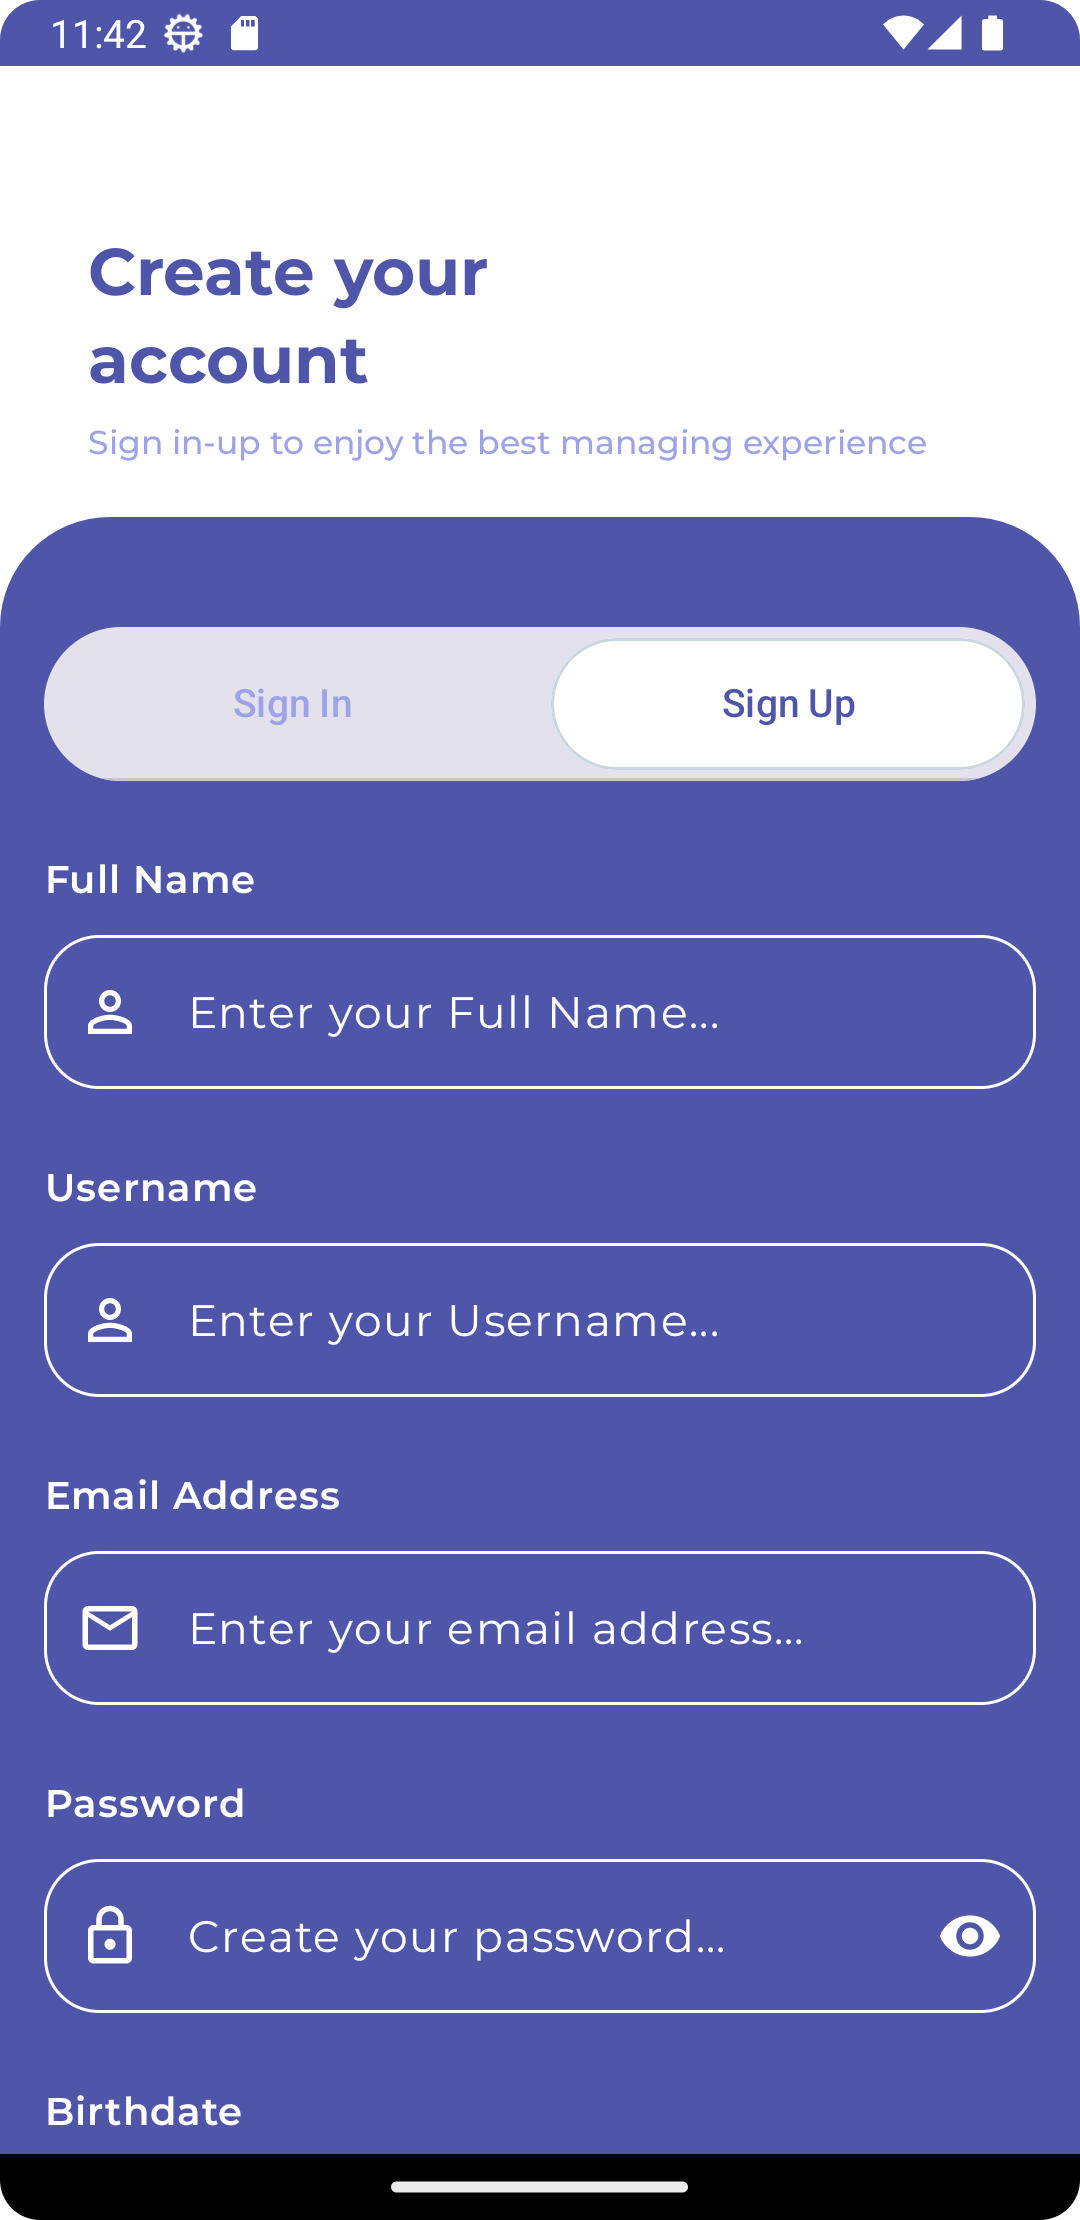 11:42
Create your
account
Sign in-up to enjoy the best managing experience
Sign In
Sign Up
Full Name
Enter your Full Name...
Username
Enter your Username...
Email Address
Enter your email address...
Password
Create your password...
Birthdate